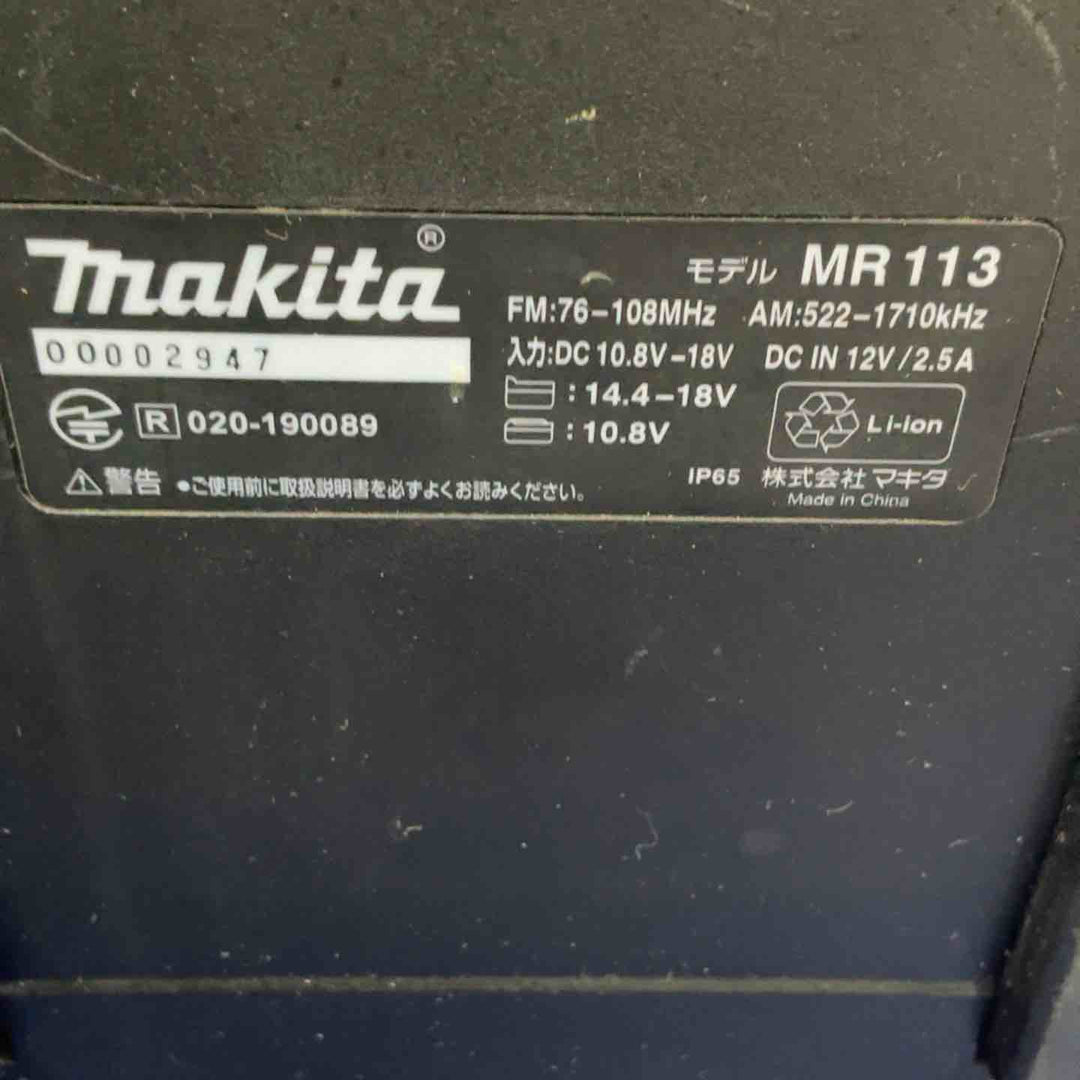 makita®
モデル MR113
FM:76-108MHz AM:522-1710kHz
00002947
入力:DC 10.8V-18V DC IN 12V/2.5A
:14.4-18V
:10.8V
Li-ion
R 020-190089
警告 •ご使用前に取扱説明書を必ずよくお読みください。
IP65 株式会社 マキタ
Made in China